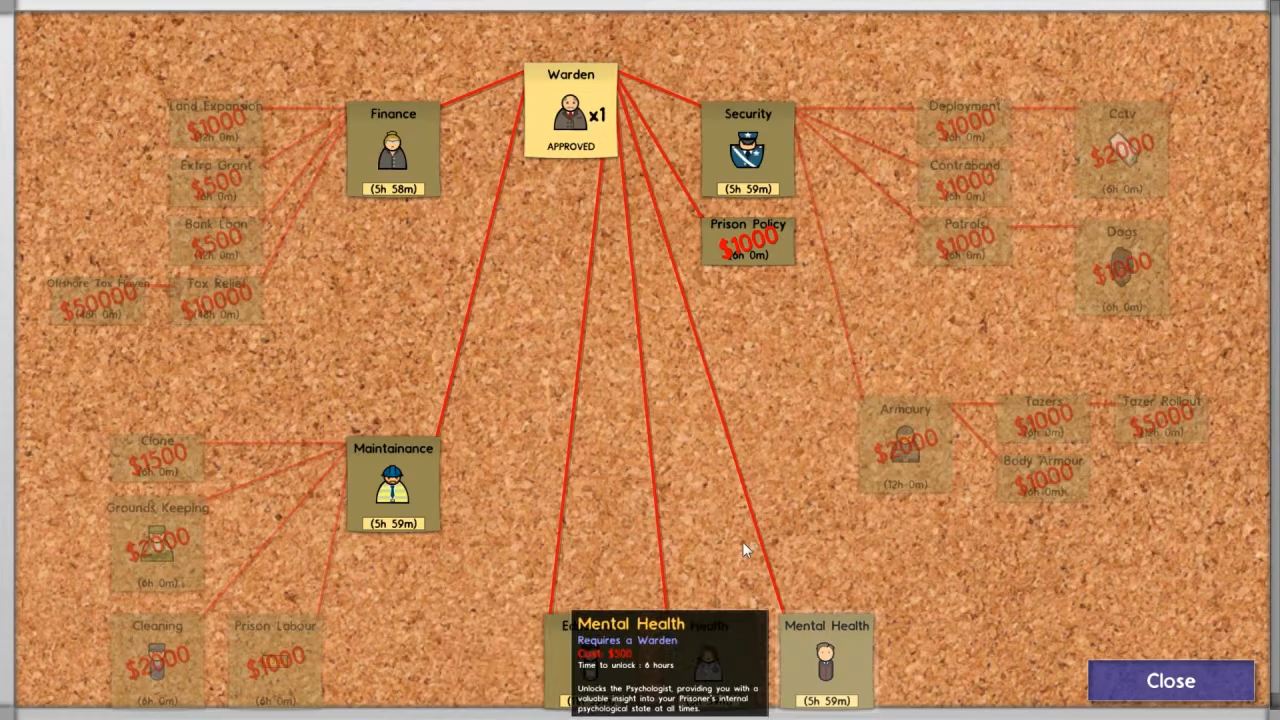 Warden
x1
APPROVED
Finance
(5h 58m)
Land Expansion
$1000
Extra Grant
$500
Bank Loan
$500
Offshore Tax Haven
$50000
Tax Relief
$10000
Security
(5h 59m)
Prison Policy
$1000
Deployment
$1000
Contraband
$1000
Patrols
$1000
Cctv
$2000
(6h 0m)
Dogs
$1000
(6h 0m)
Armoury
$2000
(12h 0m)
Tazers
$1000
Tazer Rollout
$5000
Body Armour
$1000
Maintainance
(5h 59m)
Clone
$1500
Grounds Keeping
$2000
(6h 0m)
Cleaning
$2000
(6h 0m)
Prison Labour
$1000
(6h 0m)
Mental Health
Requires a Warden
Cost: $500
Time to unlock : 6 hours
Unlocks the Psychologist, providing you with a
valuable insight into your Prisoner's internal
psychological state at all times.
Mental Health
(5h 59m)
Close